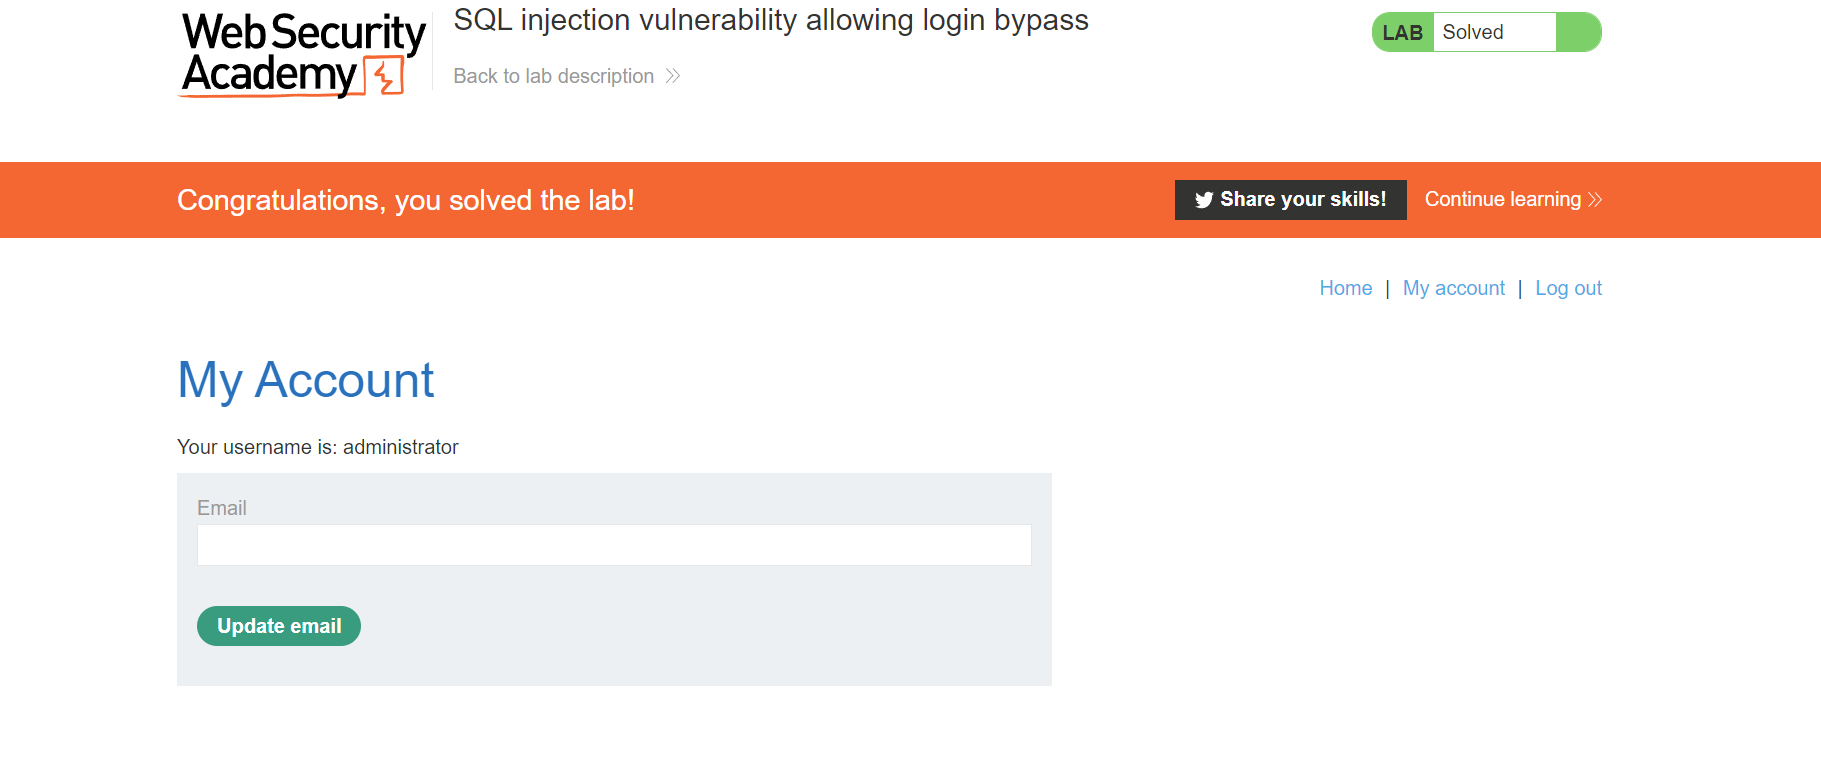 Web Security
Academy
SQL injection vulnerability allowing login bypass
Back to lab description
LAB Solved
Congratulations, you solved the lab!
Share your skills!
Continue learning
Home | My account | Log out
My Account
Your username is: administrator
Email
Update email